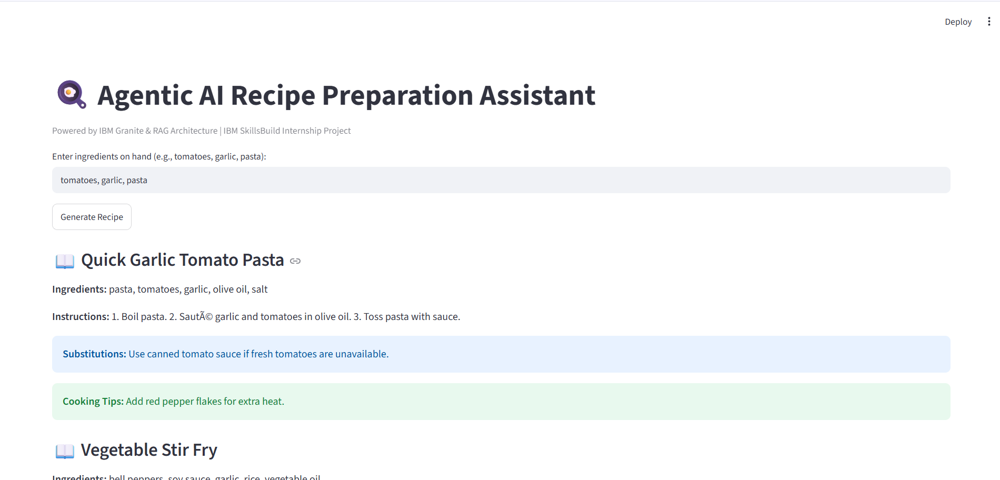 Deploy
Agentic AI Recipe Preparation Assistant
Powered by IBM Granite & RAG Architecture | IBM SkillsBuild Internship Project
Enter ingredients on hand (e.g., tomatoes, garlic, pasta):
tomatoes, garlic, pasta
Generate Recipe
Quick Garlic Tomato Pasta
Ingredients: pasta, tomatoes, garlic, olive oil, salt
Instructions: 1. Boil pasta. 2. SautÃ© garlic and tomatoes in olive oil. 3. Toss pasta with sauce.
Substitutions: Use canned tomato sauce if fresh tomatoes are unavailable.
Cooking Tips: Add red pepper flakes for extra heat.
Vegetable Stir Fry
Ingredients: bell peppers, soy sauce, garlic, rice, vegetable oil